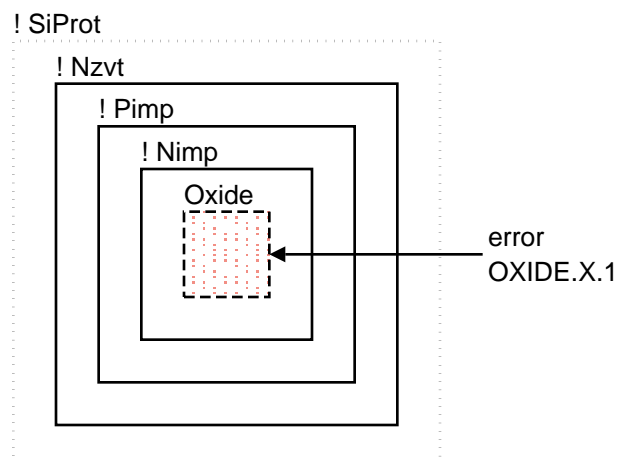 ! SiProt
! Nzvt
! Pimp
! Nimp
Oxide
error
OXIDE.X.1